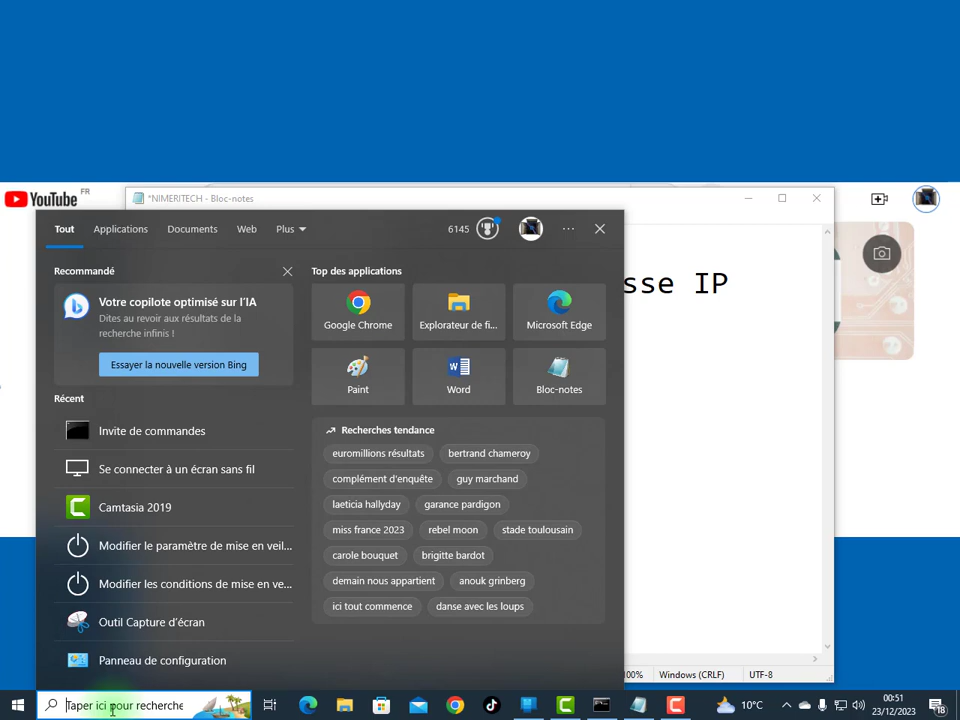 YouTube FR
*NIMERITECH - Bloc-notes
Tout Applications Documents Web Plus 6145
sse IP
Recommandé
Votre copilote optimisé sur l'IA
Dites au revoir aux résultats de la
recherche infinis !
Essayer la nouvelle version Bing
Récent
Invite de commandes
Se connecter à un écran sans fil
Camtasia 2019
Modifier le paramètre de mise en veil...
Modifier les conditions de mise en ve...
Outil Capture d'écran
Panneau de configuration
Top des applications
Google Chrome
Explorateur de fi...
Microsoft Edge
Paint
Word
Bloc-notes
Recherches tendance
euromillions résultats
bertrand chameroy
complément d'enquête
guy marchand
laeticia hallyday
garance pardigon
miss france 2023
rebel moon
stade toulousain
carole bouquet
brigitte bardot
demain nous appartient
anouk grinberg
ici tout commence
danse avec les loups
100% Windows (CRLF) UTF-8
Taper ici pour recherche
10°C
00:51
23/12/2023
18